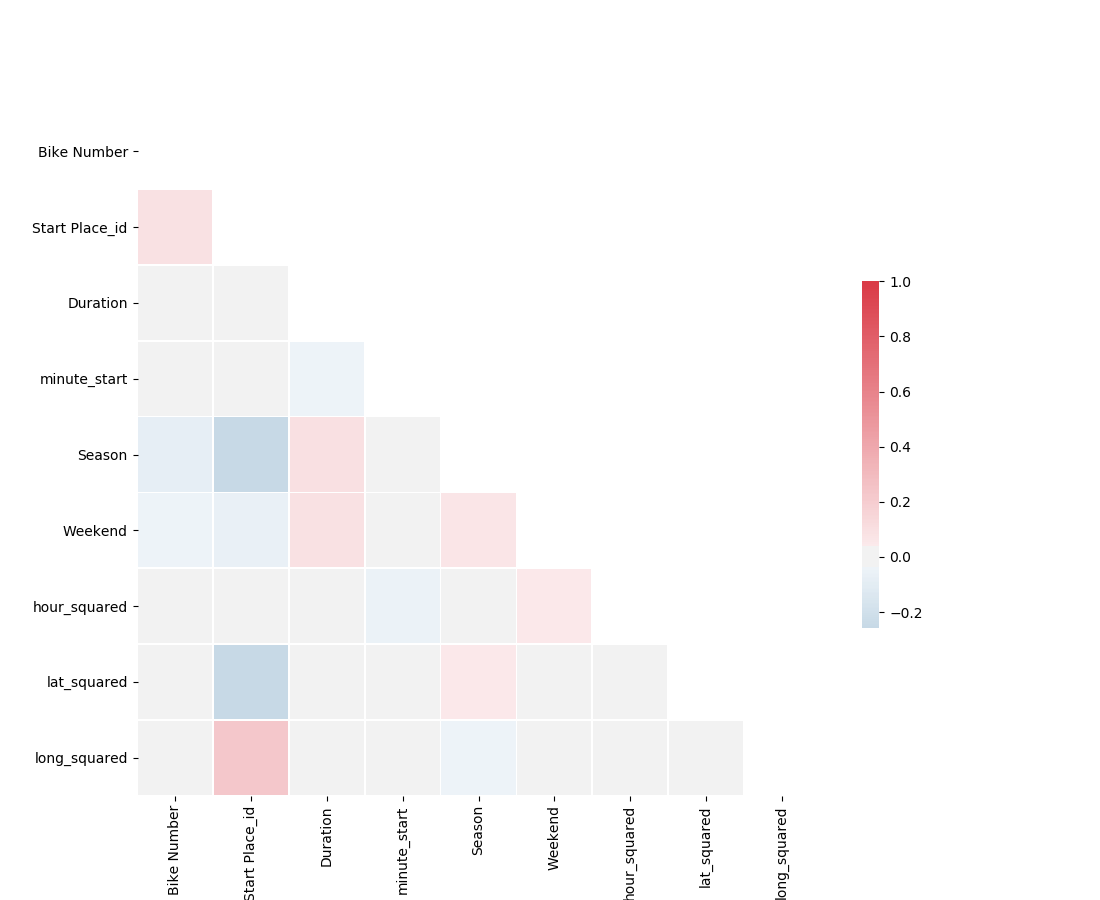 Bike Number
Start Place_id
Duration
minute_start
Season
Weekend
hour_squared
lat_squared
long_squared
1.0
0.8
0.6
0.4
0.2
0.0
−0.2
Bike Number
Start Place_id
Duration
minute_start
Season
Weekend
hour_squared
lat_squared
long_squared